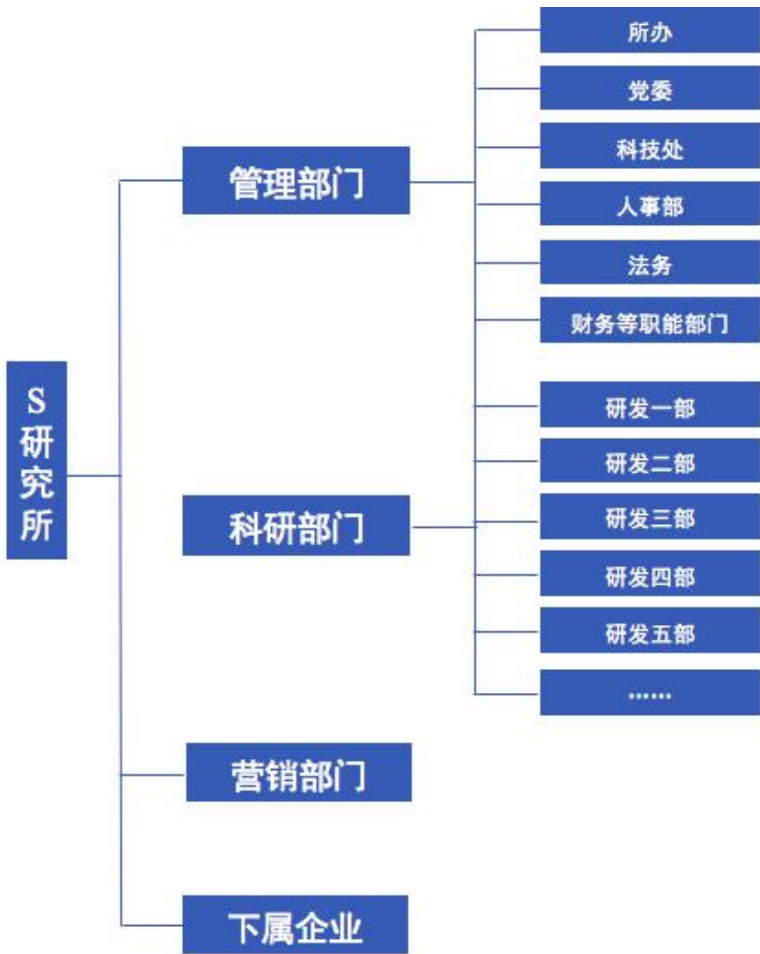 S研究所
管理部门
所办
党委
科技处
人事部
法务
财务等职能部门
科研部门
研发一部
研发二部
研发三部
研发四部
研发五部
……
营销部门
下属企业